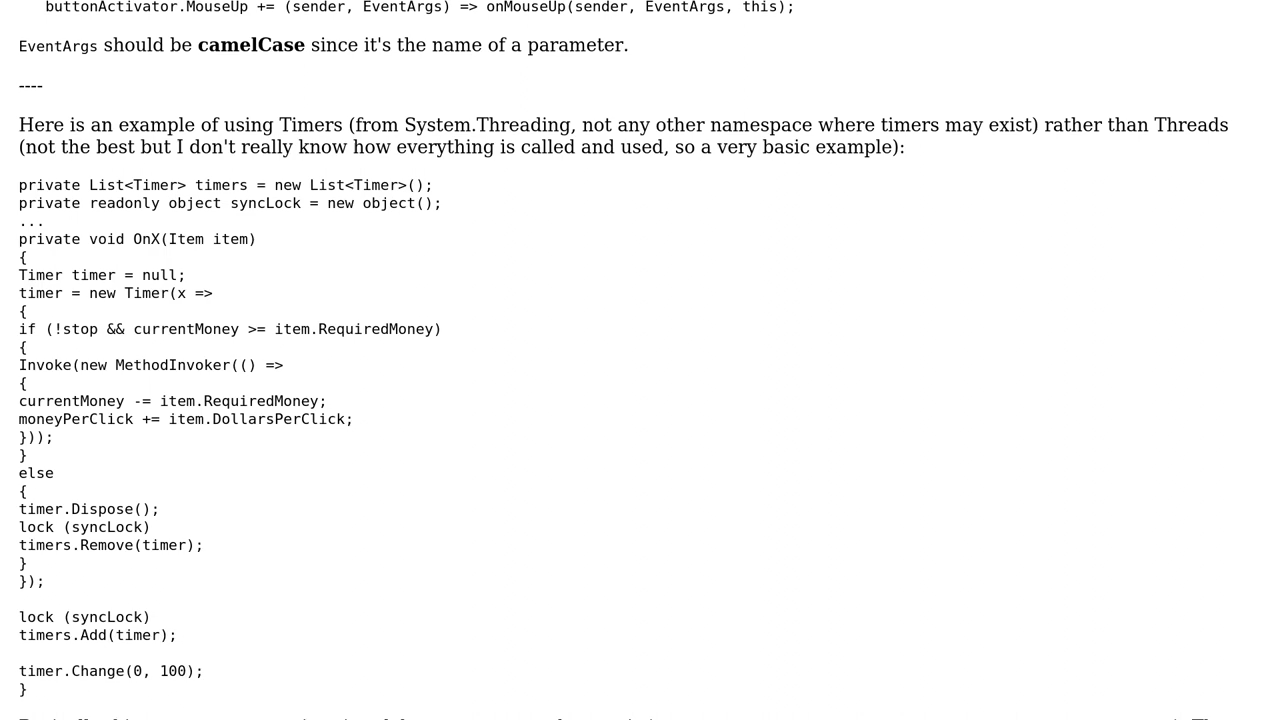 buttonActivator.MouseUp += (sender, EventArgs) => onMouseUp(sender, EventArgs, this);
EventArgs should be camelCase since it's the name of a parameter.
----
Here is an example of using Timers (from System.Threading, not any other namespace where timers may exist) rather than Threads
(not the best but I don't really know how everything is called and used, so a very basic example):
private List<Timer> timers = new List<Timer>();
private readonly object syncLock = new object();
...
private void OnX(Item item)
{
Timer timer = null;
timer = new Timer(x =>
{
if (!stop && currentMoney >= item.RequiredMoney)
{
Invoke(new MethodInvoker(() =>
{
currentMoney -= item.RequiredMoney;
moneyPerClick += item.DollarsPerClick;
}));
}
else
{
timer.Dispose();
lock (syncLock)
timers.Remove(timer);
}
});
lock (syncLock)
timers.Add(timer);
timer.Change(0, 100);
}